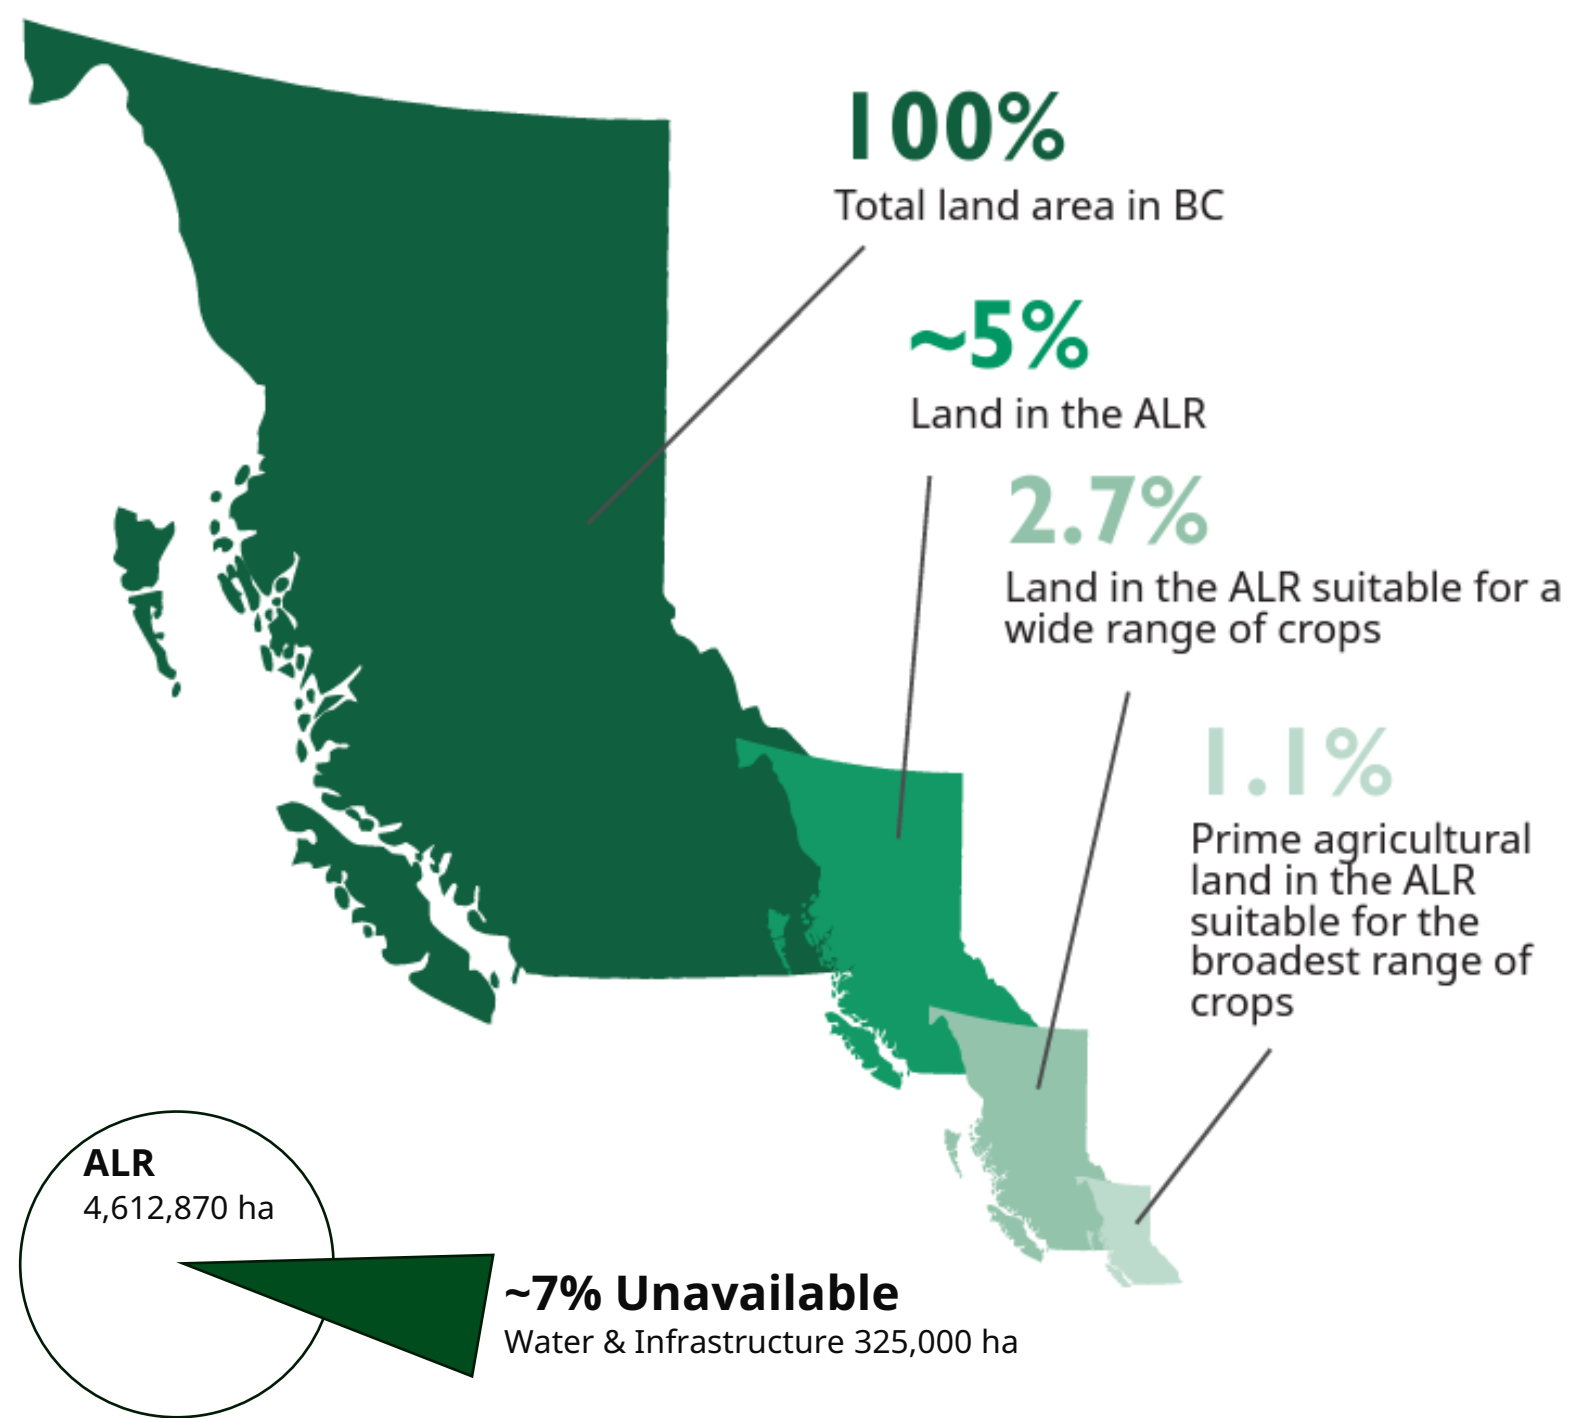 100%
Total land area in BC
~5%
Land in the ALR
2.7%
Land in the ALR suitable for a
wide range of crops
1.1%
Prime agricultural
land in the ALR
suitable for the
broadest range of
crops
ALR
4,612,870 ha
~7% Unavailable
Water & Infrastructure 325,000 ha